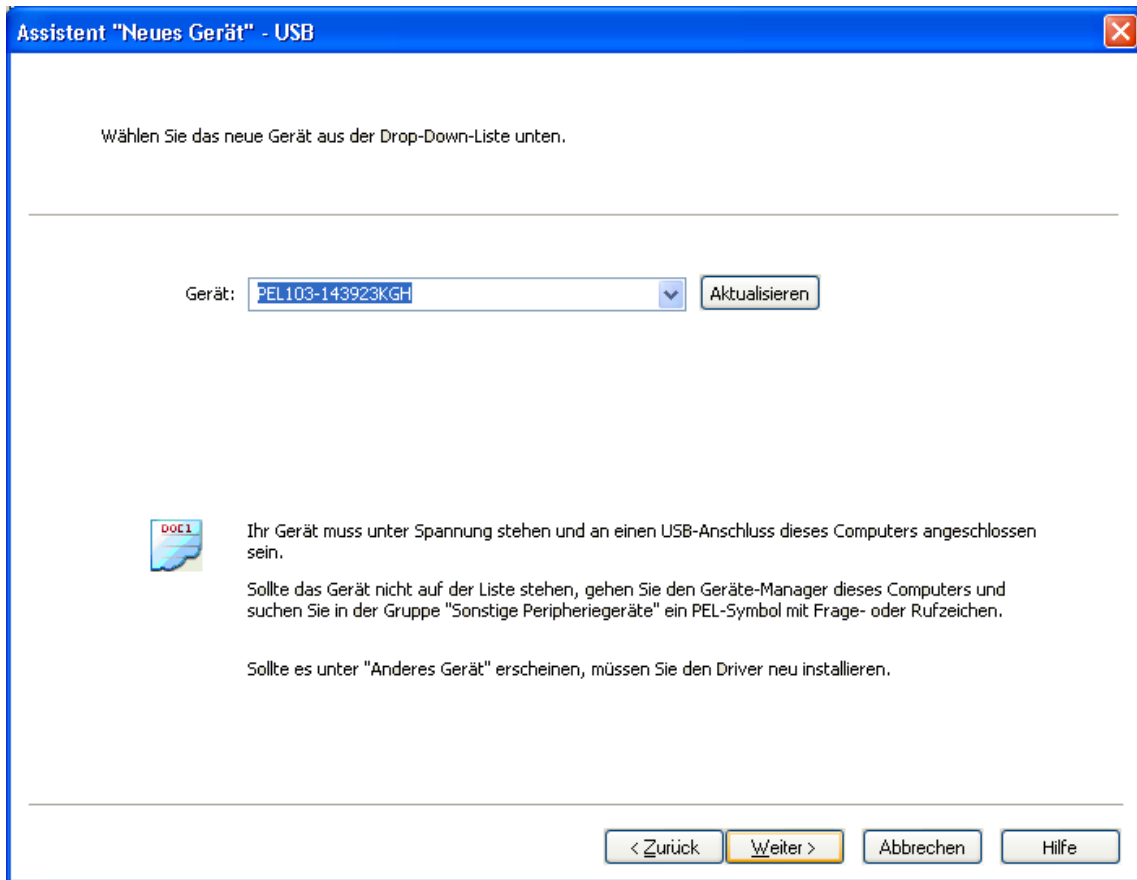 Assistent "Neues Gerät" - USB
Wählen Sie das neue Gerät aus der Drop-Down-Liste unten.
Gerät: PEL103-143923KGH Aktualisieren
DOC1
Ihr Gerät muss unter Spannung stehen und an einen USB-Anschluss dieses Computers angeschlossen
sein.
Sollte das Gerät nicht auf der Liste stehen, gehen Sie den Geräte-Manager dieses Computers und
suchen Sie in der Gruppe "Sonstige Peripheriegeräte" ein PEL-Symbol mit Frage- oder Rufzeichen.
Sollte es unter "Anderes Gerät" erscheinen, müssen Sie den Driver neu installieren.
< Zurück Weiter > Abbrechen Hilfe